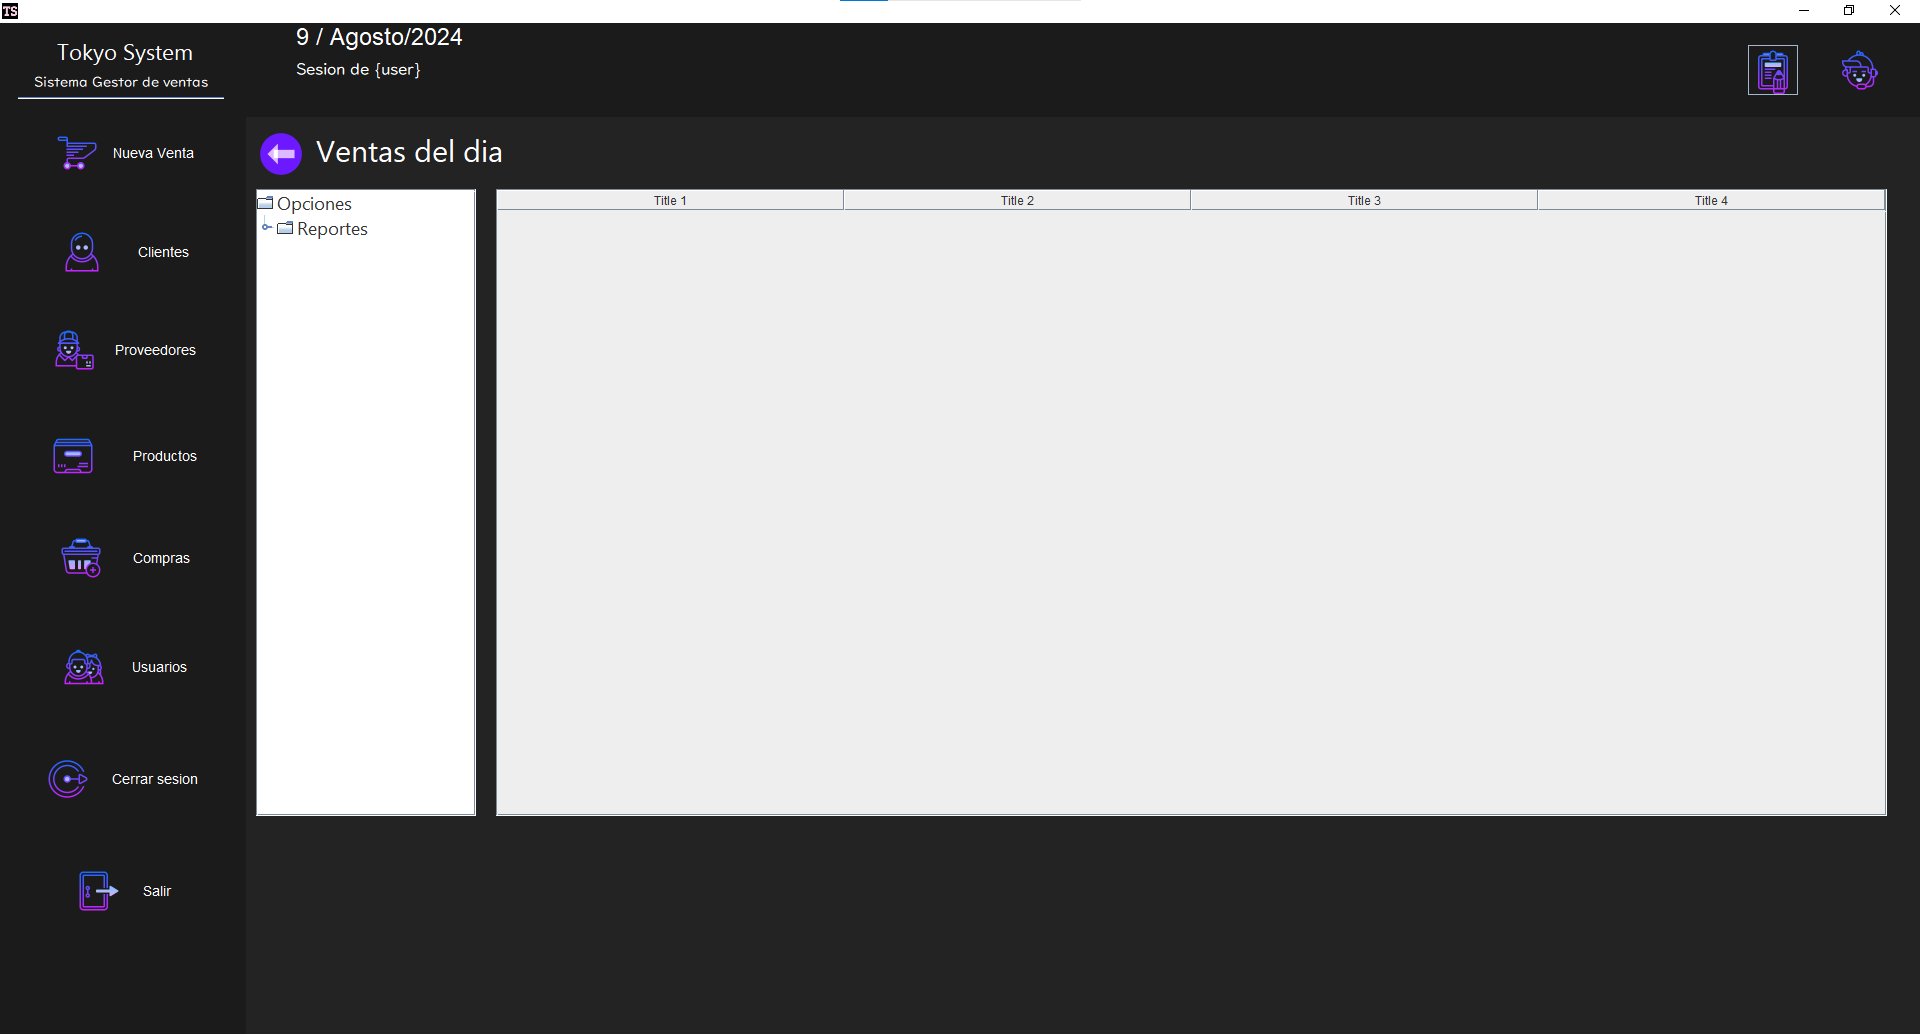 TS
Tokyo System
Sistema Gestor de ventas
9 / Agosto/2024
Sesion de {user}
Nueva Venta
Clientes
Proveedores
Productos
Compras
Usuarios
Cerrar sesion
Salir
Ventas del dia
Opciones
Reportes
Title 1 Title 2 Title 3 Title 4